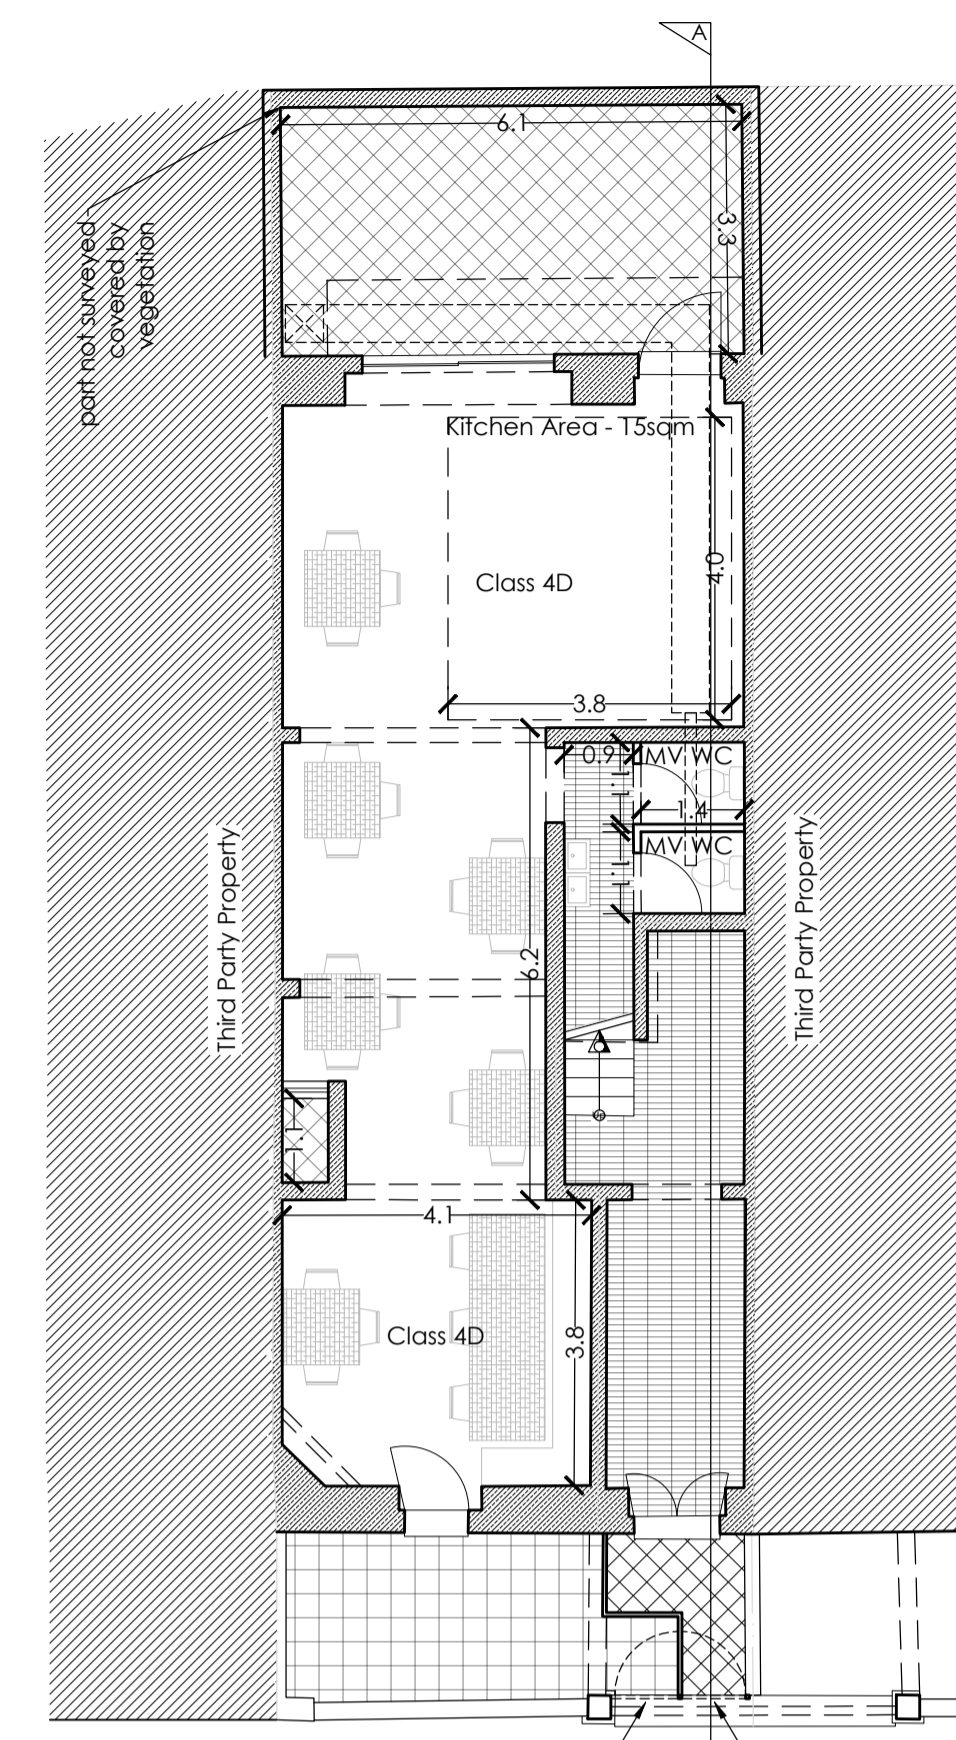 A
6.1
3.3
part not surveyed-
covered by
vegetation
Kitchen Area - 15sqm
Class 4D
4.0
3.8
0.9
1.1
MV WC
1.4
MV WC
1.1
Third Party Property
Third Party Property
6.2
up
1.1
4.1
Class 4D
3.8